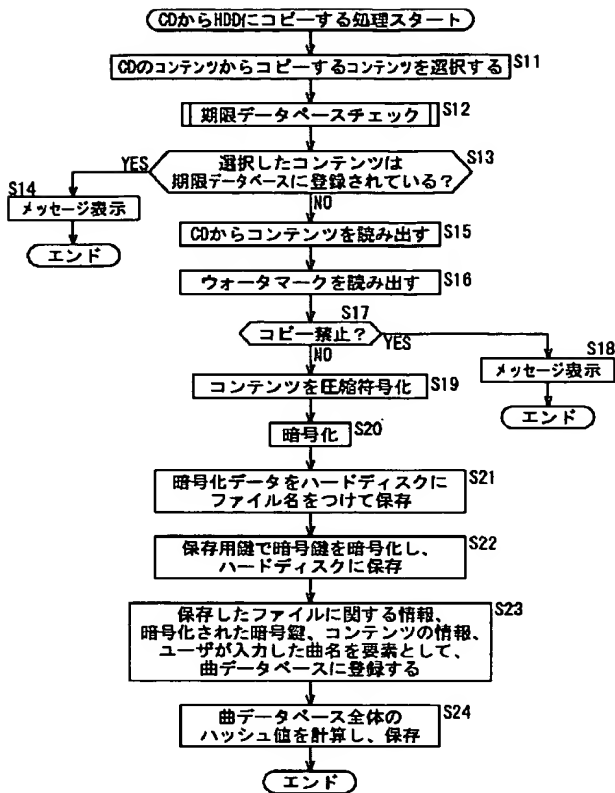 CDからHDDにコピーする処理スタート
CDのコンテンツからコピーするコンテンツを選択する S11
期限データベースチェック S12
選択したコンテンツは
期限データベースに登録されている？
S13
YES
NO
S14
メッセージ表示
エンド
CDからコンテンツを読み出す S15
ウォータマークを読み出す S16
S17
コピー禁止？
YES
NO
S18
メッセージ表示
エンド
コンテンツを圧縮符号化 S19
暗号化 S20
暗号化データをハードディスクに S21
ファイル名をつけて保存
保存用鍵で暗号鍵を暗号化し、 S22
ハードディスクに保存
保存したファイルに関する情報、 S23
暗号化された暗号鍵、コンテンツの情報、
ユーザが入力した曲名を要素として、
曲データベースに登録する
曲データベース全体の S24
ハッシュ値を計算し、保存
エンド